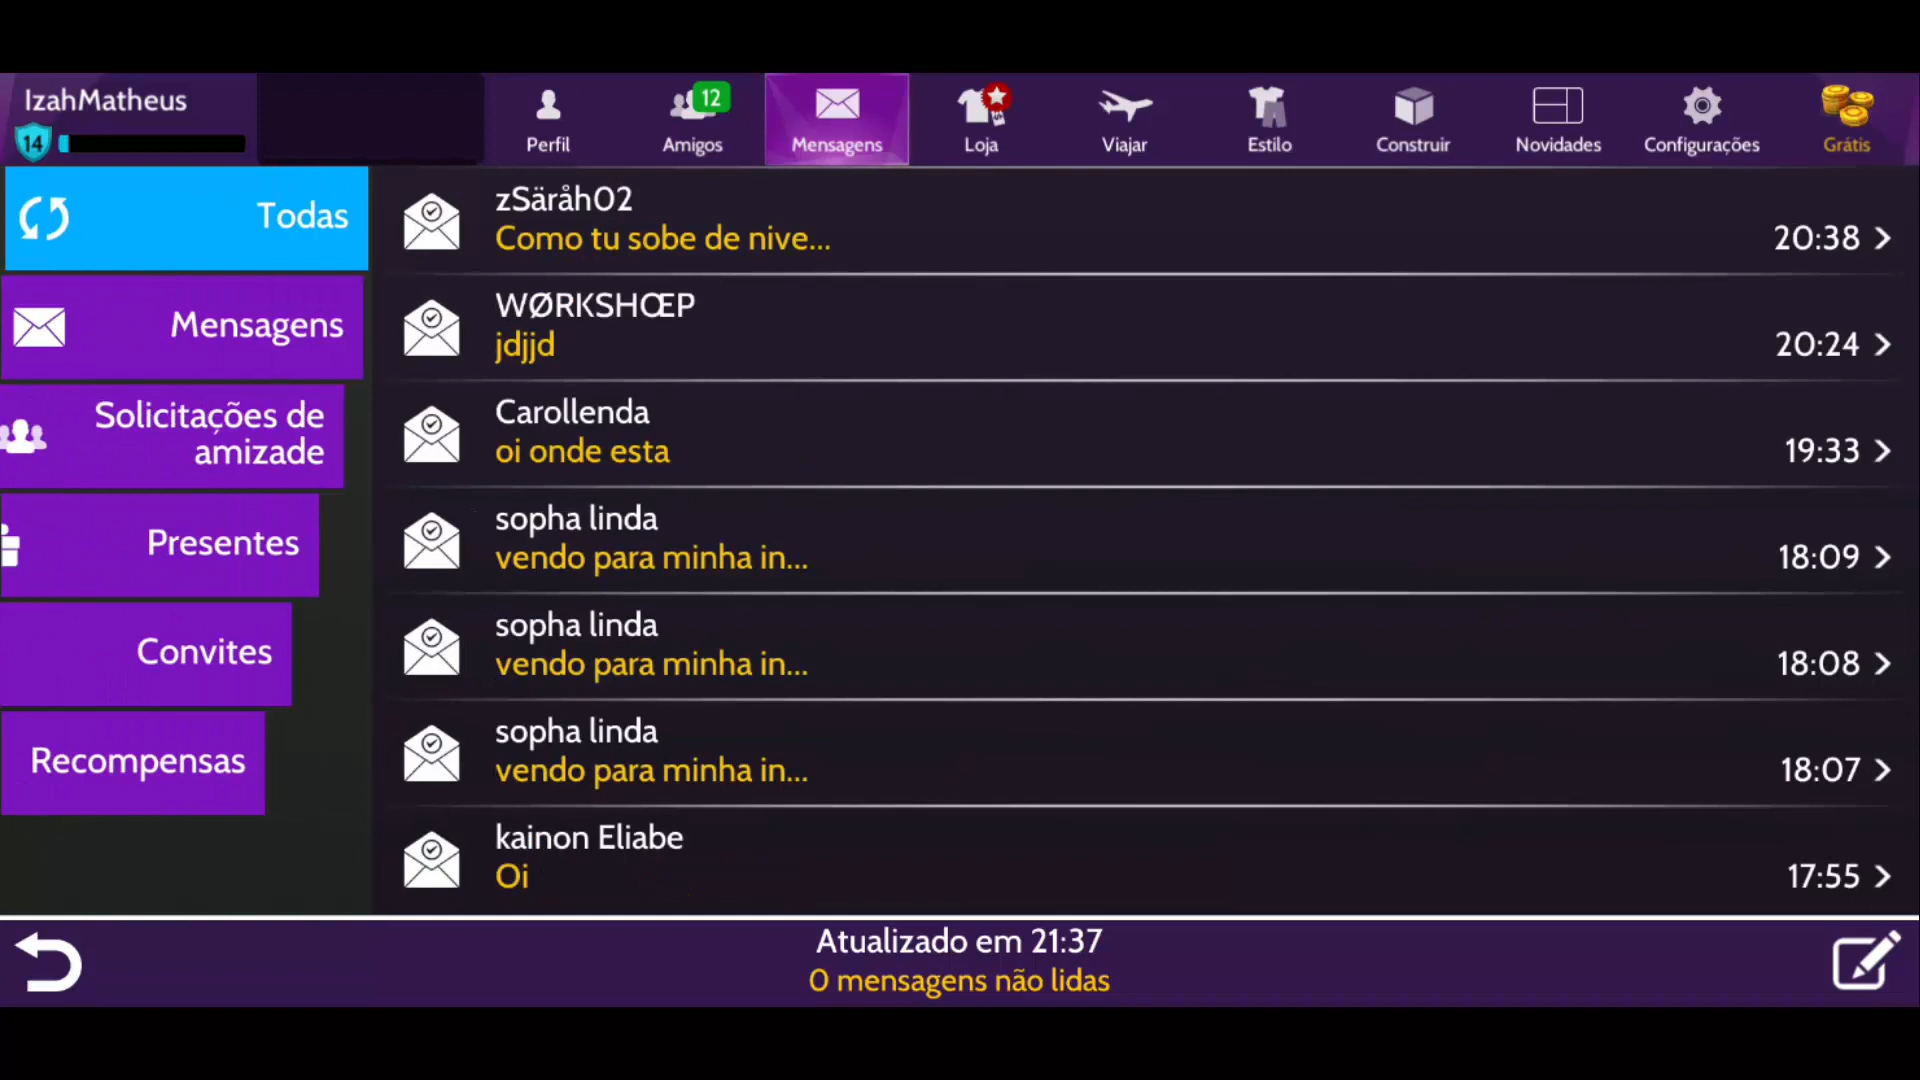 IzahMatheus
14
Perfil
12
Amigos
Mensagens
Loja
Viajar
Estilo
Construir
Novidades
Configurações
Grátis
Todas
Mensagens
Solicitações de
amizade
Presentes
Convites
Recompensas
zSäråh02
Como tu sobe de nive...
20:38
WØRKSHŒP
jdjjd
20:24
Carollenda
oi onde esta
19:33
sopha linda
vendo para minha in...
18:09
sopha linda
vendo para minha in...
18:08
sopha linda
vendo para minha in...
18:07
kainon Eliabe
Oi
17:55
Atualizado em 21:37
0 mensagens não lidas